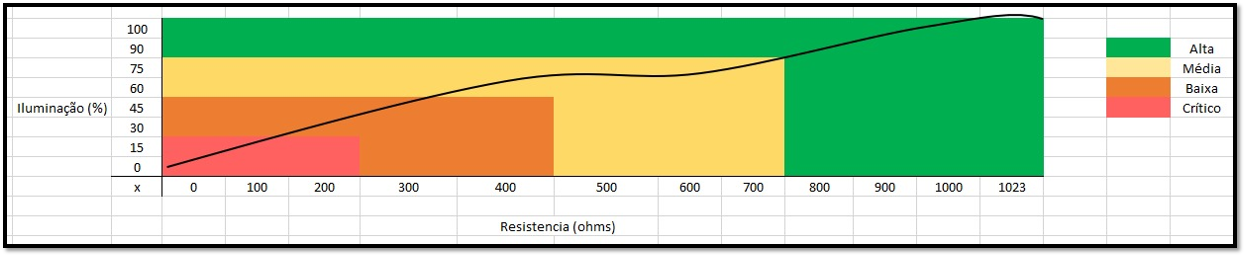 100
90
75
60
Iluminação (%)
45
30
15
0
x 0 100 200 300 400 500 600 700 800 900 1000 1023
Resistencia (ohms)
Alta
Média
Baixa
Crítico